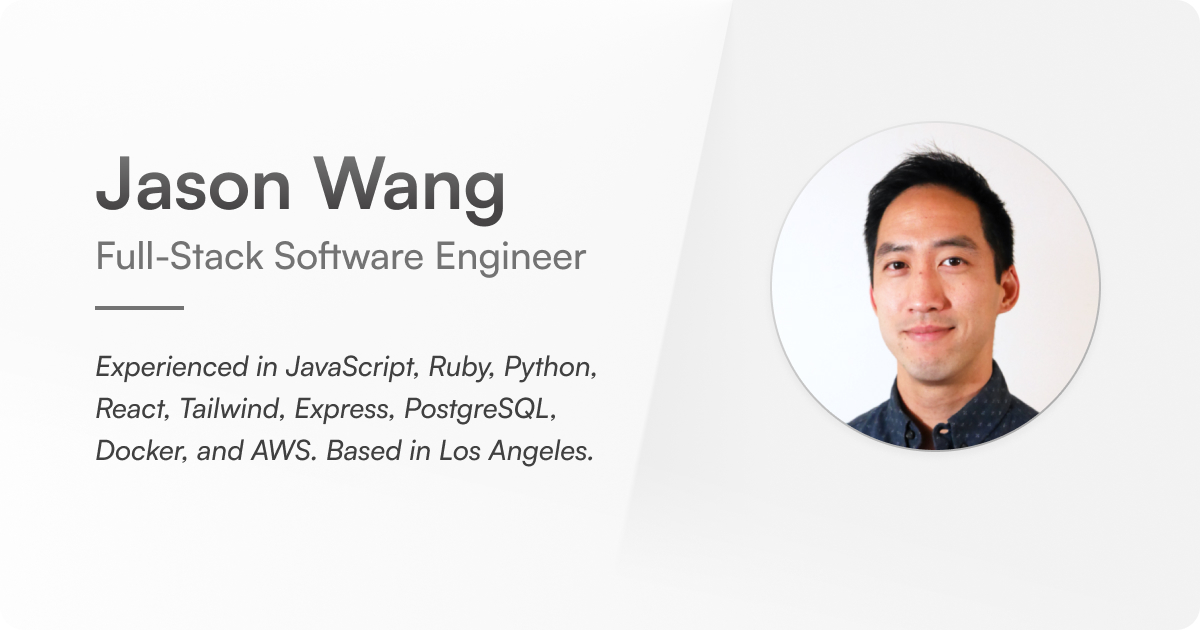 Jason Wang
Full-Stack Software Engineer
Experienced in JavaScript, Ruby, Python,
React, Tailwind, Express, PostgreSQL,
Docker, and AWS. Based in Los Angeles.